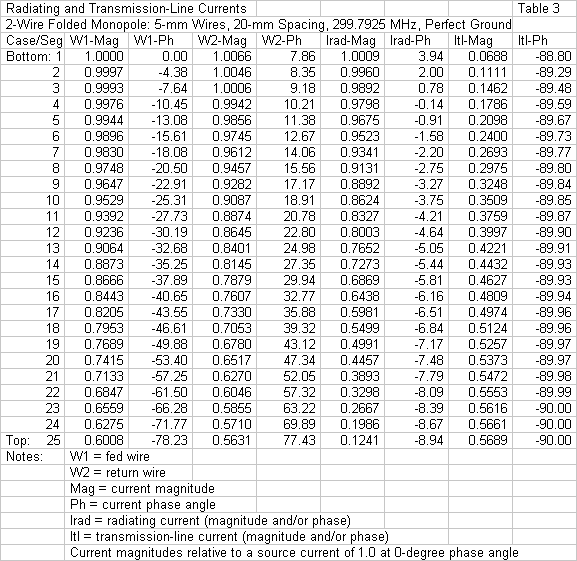 Radiating and Transmission-Line Currents Table 3
2-Wire Folded Monopole: 5-mm Wires, 20-mm Spacing, 299.7925 MHz, Perfect Ground
Case/Seg W1-Mag W1-Ph W2-Mag W2-Ph Irad-Mag Irad-Ph Itl-Mag Itl-Ph
Bottom: 1 1.0000 0.00 1.0066 7.86 1.0009 3.94 0.0688 -88.80
2 0.9997 -4.38 1.0046 8.35 0.9960 2.00 0.1111 -89.29
3 0.9993 -7.64 1.0006 9.18 0.9892 0.78 0.1462 -89.48
4 0.9976 -10.45 0.9942 10.21 0.9798 -0.14 0.1786 -89.59
5 0.9944 -13.08 0.9856 11.38 0.9675 -0.91 0.2098 -89.67
6 0.9896 -15.61 0.9745 12.67 0.9523 -1.58 0.2400 -89.73
7 0.9830 -18.08 0.9612 14.06 0.9341 -2.20 0.2693 -89.77
8 0.9748 -20.50 0.9457 15.56 0.9131 -2.75 0.2975 -89.80
9 0.9647 -22.91 0.9282 17.17 0.8892 -3.27 0.3248 -89.84
10 0.9529 -25.31 0.9087 18.91 0.8624 -3.75 0.3509 -89.85
11 0.9392 -27.73 0.8874 20.78 0.8327 -4.21 0.3759 -89.87
12 0.9236 -30.19 0.8645 22.80 0.8003 -4.64 0.3997 -89.90
13 0.9064 -32.68 0.8401 24.98 0.7652 -5.05 0.4221 -89.91
14 0.8873 -35.25 0.8145 27.35 0.7273 -5.44 0.4432 -89.93
15 0.8666 -37.89 0.7879 29.94 0.6869 -5.81 0.4627 -89.93
16 0.8443 -40.65 0.7607 32.77 0.6438 -6.16 0.4809 -89.94
17 0.8205 -43.55 0.7330 35.88 0.5981 -6.51 0.4974 -89.96
18 0.7953 -46.61 0.7053 39.32 0.5499 -6.84 0.5124 -89.96
19 0.7689 -49.88 0.6780 43.12 0.4991 -7.17 0.5257 -89.97
20 0.7415 -53.40 0.6517 47.34 0.4457 -7.48 0.5373 -89.97
21 0.7133 -57.25 0.6270 52.05 0.3893 -7.79 0.5472 -89.98
22 0.6847 -61.50 0.6046 57.32 0.3298 -8.09 0.5553 -89.99
23 0.6559 -66.28 0.5855 63.22 0.2667 -8.39 0.5616 -90.00
24 0.6275 -71.77 0.5710 69.89 0.1986 -8.67 0.5661 -90.00
Top: 25 0.6008 -78.23 0.5631 77.43 0.1241 -8.94 0.5689 -90.00
Notes: W1 = fed wire
W2 = return wire
Mag = current magnitude
Ph = current phase angle
Irad = radiating current (magnitude and/or phase)
Itl = transmission-line current (magnitude and/or phase)
Current magnitudes relative to a source current of 1.0 at 0-degree phase angle